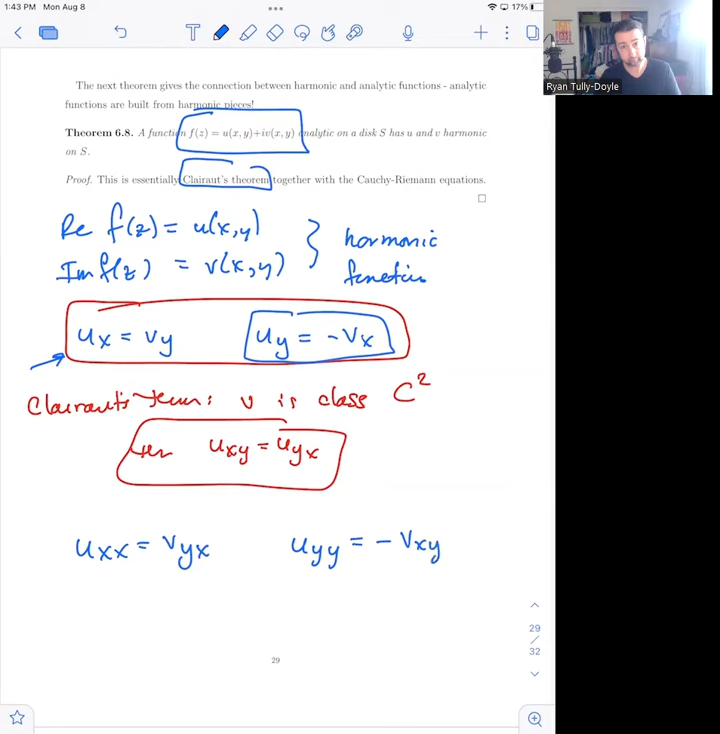 1:43 PM Mon Aug 8
17%
Ryan Tully-Doyle
The next theorem gives the connection between harmonic and analytic functions - analytic
functions are built from harmonic pieces!
Theorem 6.8. A function f(z) = u(x, y)+iv(x, y) analytic on a disk S has u and v harmonic
on S.
Proof. This is essentially Clairaut's theorem together with the Cauchy-Riemann equations.
□
Re f(z) = u(x,y)
Im f(z) = v(x,y)
} harmonic
function
ux = vy uy = -vx
Clairaut's Thm: u is class C²
then uxy = uyx
uxx = vyx uyy = -vxy
29
29
/
32